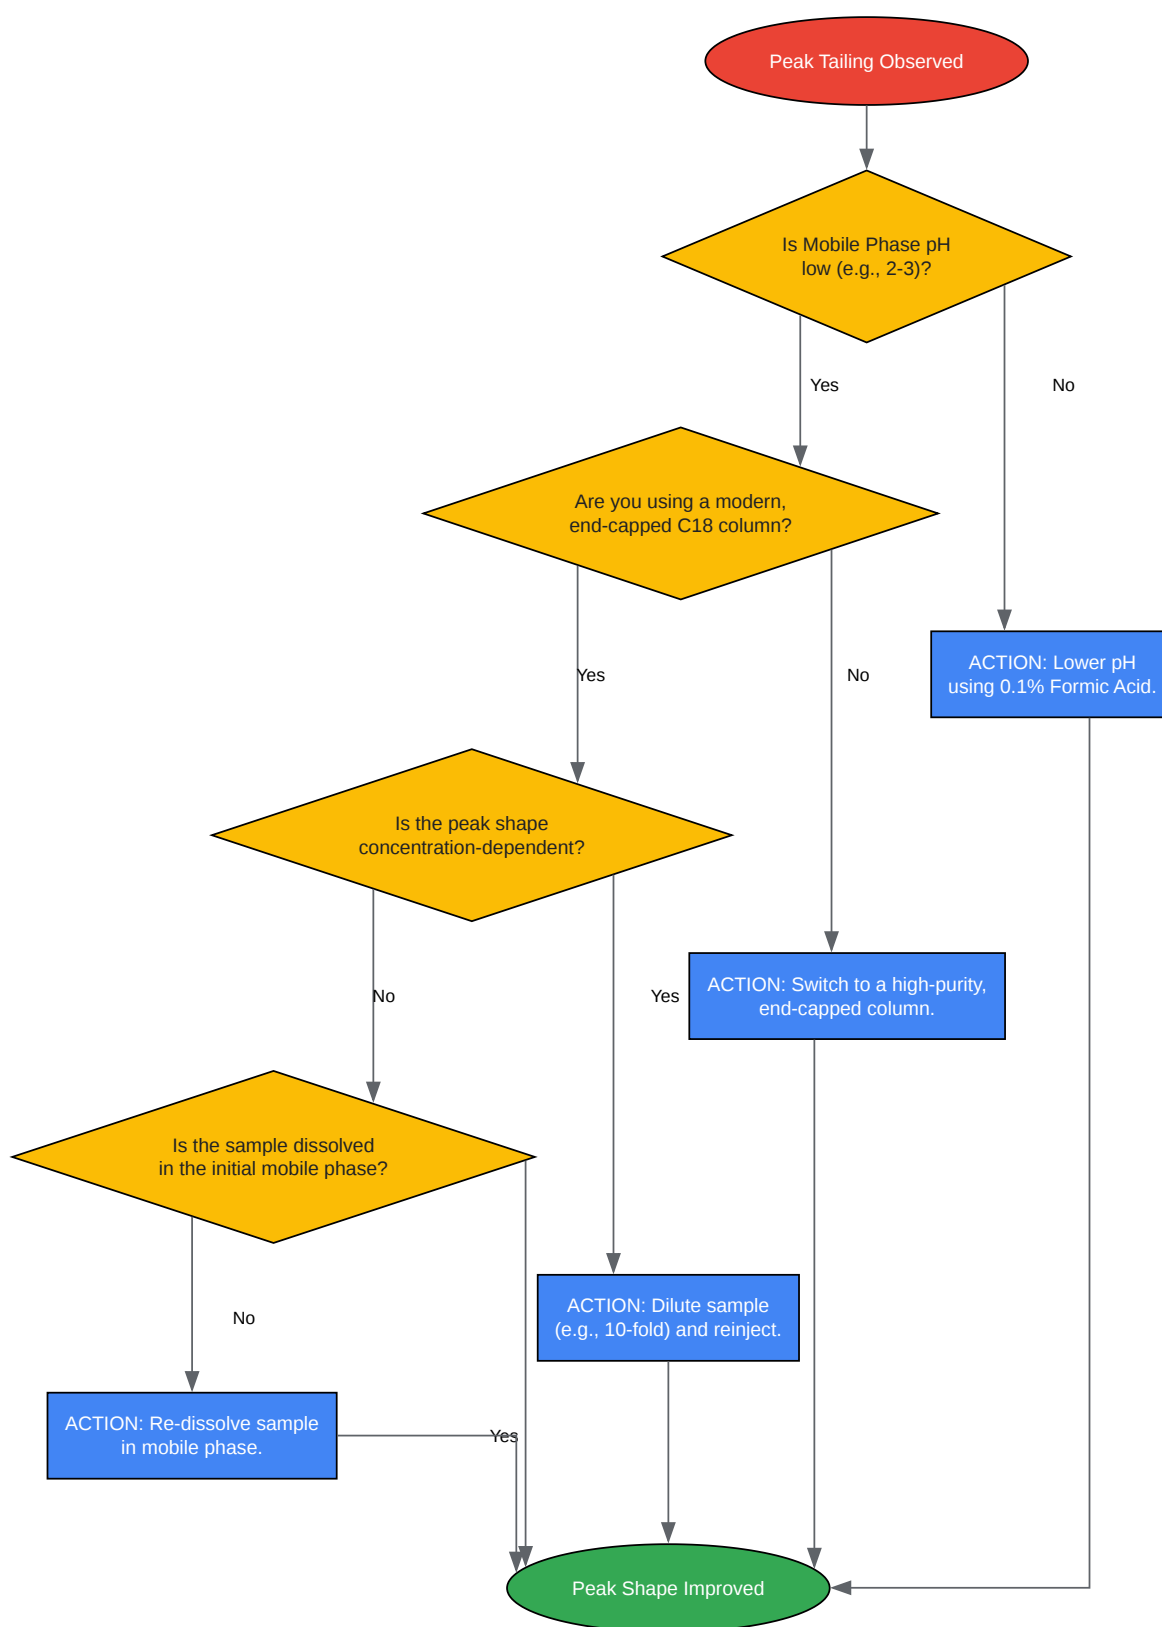 Peak Tailing Observed
Is Mobile Phase pH
low (e.g., 2-3)?
Yes
No
Are you using a modern,
end-capped C18 column?
Yes
No
ACTION: Lower pH
using 0.1% Formic Acid.
Is the peak shape
concentration-dependent?
No
Yes
ACTION: Switch to a high-purity,
end-capped column.
Is the sample dissolved
in the initial mobile phase?
No
ACTION: Dilute sample
(e.g., 10-fold) and reinject.
ACTION: Re-dissolve sample
in mobile phase.
Yes
Peak Shape Improved